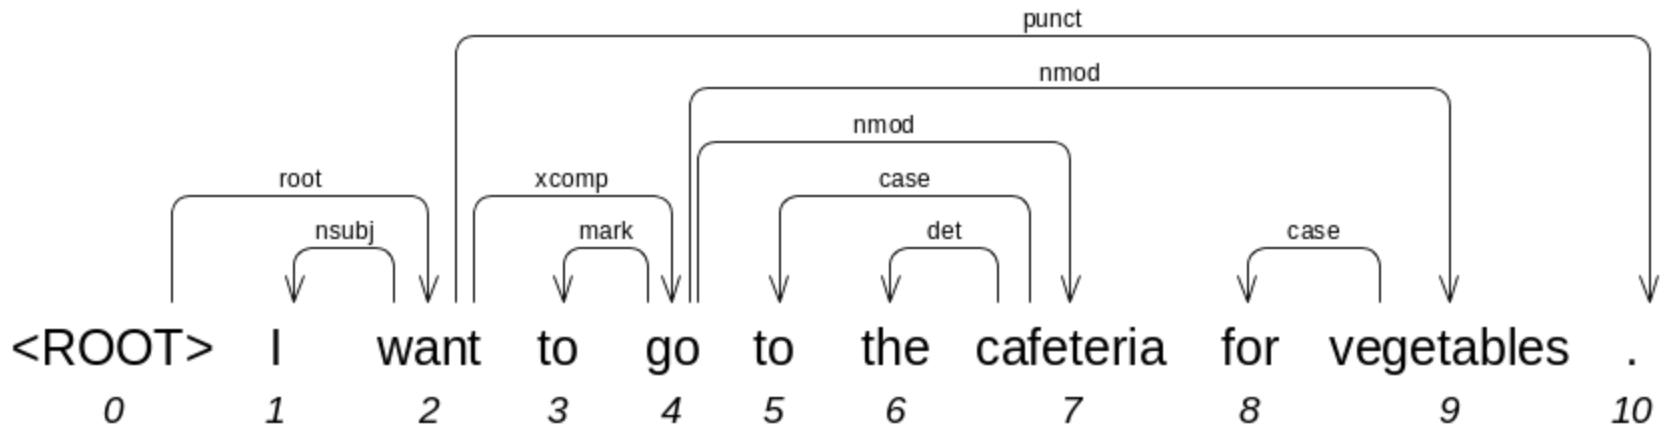 punct
nmod
nmod
root xcomp case
nsubj mark det case
<ROOT> I want to go to the cafeteria for vegetables .
0 1 2 3 4 5 6 7 8 9 10